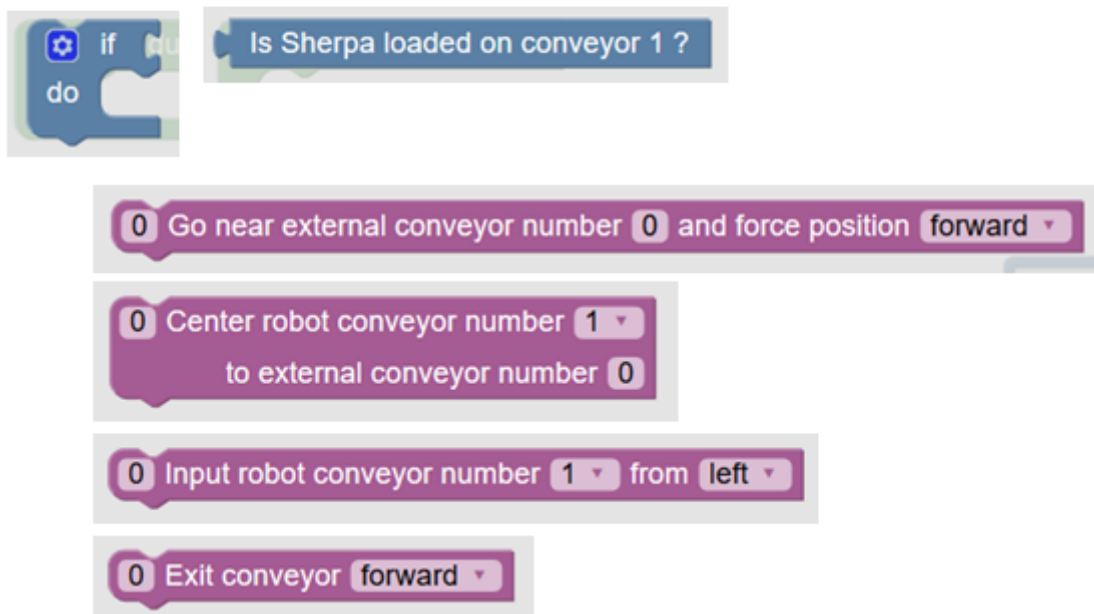 if
Is Sherpa loaded on conveyor 1 ?
do
0 Go near external conveyor number 0 and force position forward
0 Center robot conveyor number 1
to external conveyor number 0
0 Input robot conveyor number 1 from left
0 Exit conveyor forward